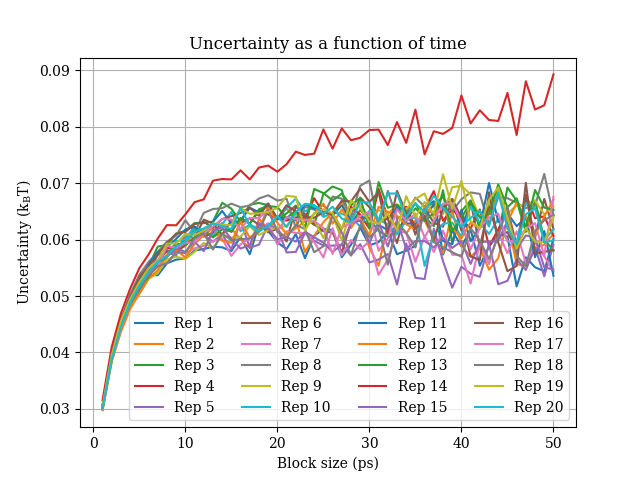 Uncertainty as a function of time
Uncertainty (k_BT)
0.09
0.08
0.07
0.06
0.05
0.04
0.03
Rep 1 Rep 6 Rep 11 Rep 16
Rep 2 Rep 7 Rep 12 Rep 17
Rep 3 Rep 8 Rep 13 Rep 18
Rep 4 Rep 9 Rep 14 Rep 19
Rep 5 Rep 10 Rep 15 Rep 20
0 10 20 30 40 50
Block size (ps)